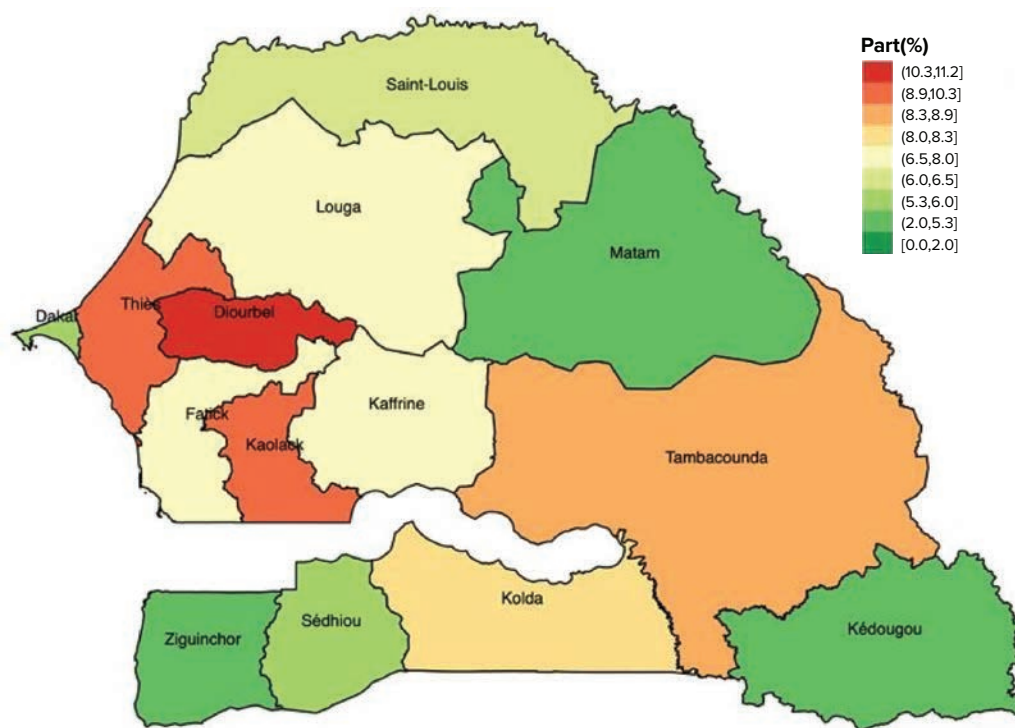 Part(%)
(10.3,11.2]
(8.9,10.3]
(8.3,8.9]
(8.0,8.3]
(6.5,8.0]
(6.0,6.5]
(5.3,6.0]
(2.0,5.3]
[0.0,2.0]
Saint-Louis
Louga
Matam
Thiès
Diourbel
Dakar
Kaffrine
Fatick
Kaolack
Tambacounda
Kolda
Sédhiou
Kédougou
Ziguinchor